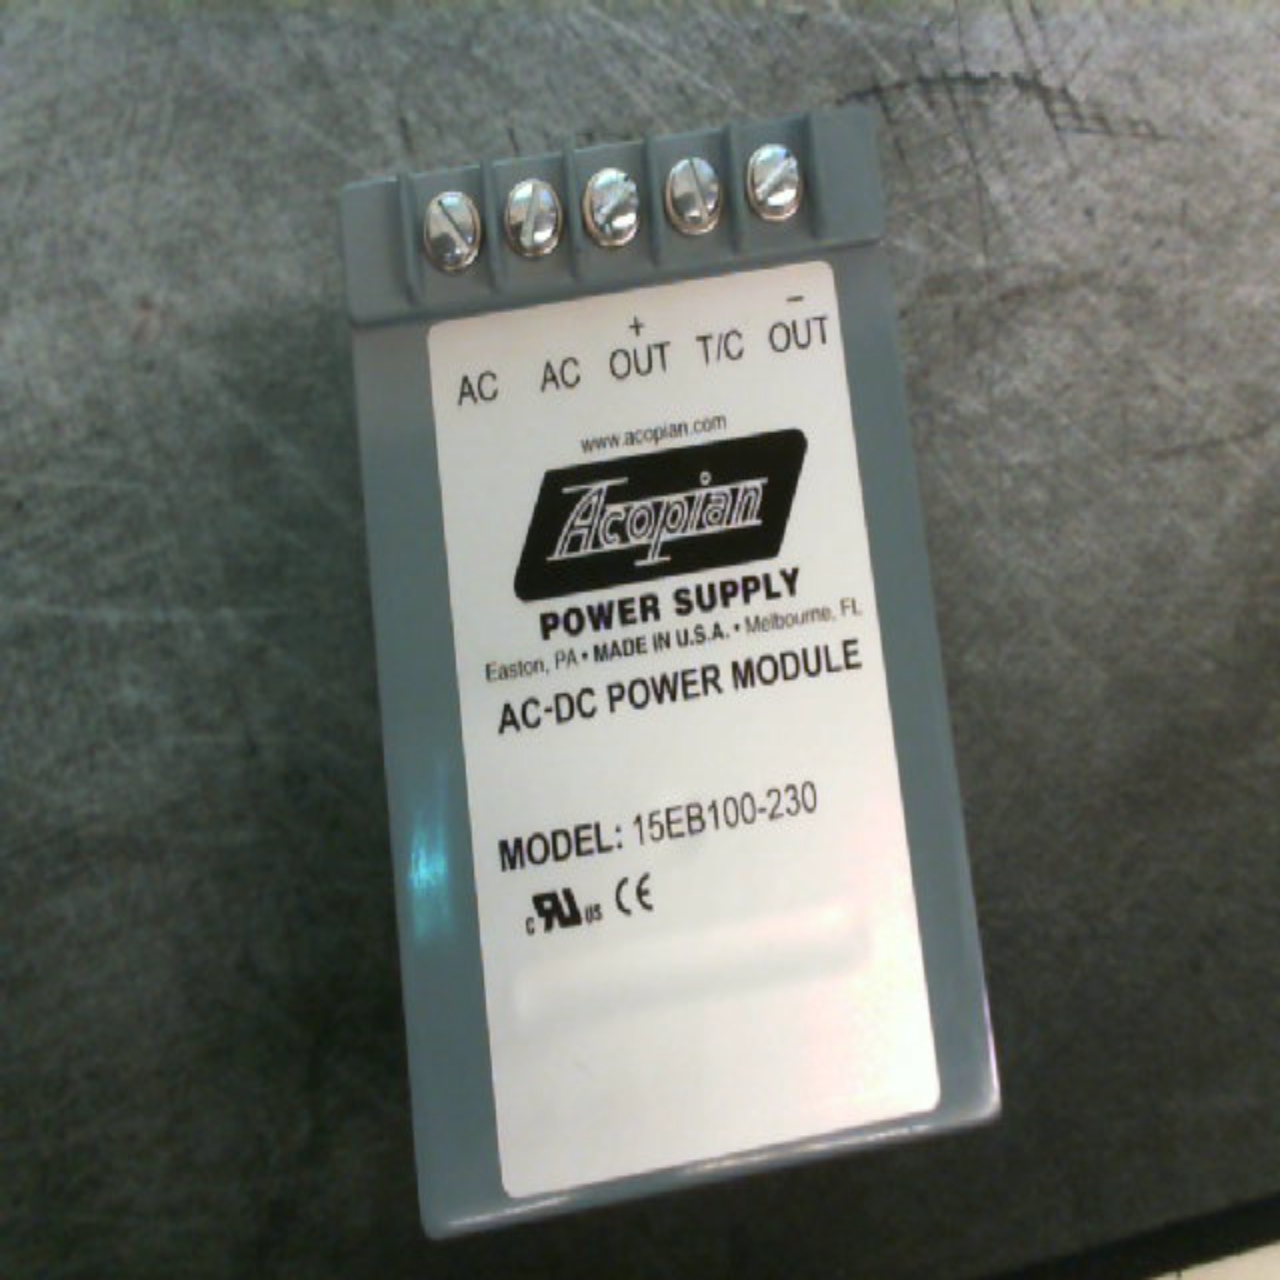 + −
AC AC OUT T/C OUT
www.acopian.com
Acopian
POWER SUPPLY
Easton, PA • MADE IN U.S.A. • Melbourne, FL
AC-DC POWER MODULE
MODEL: 15EB100-230
c RU us CE